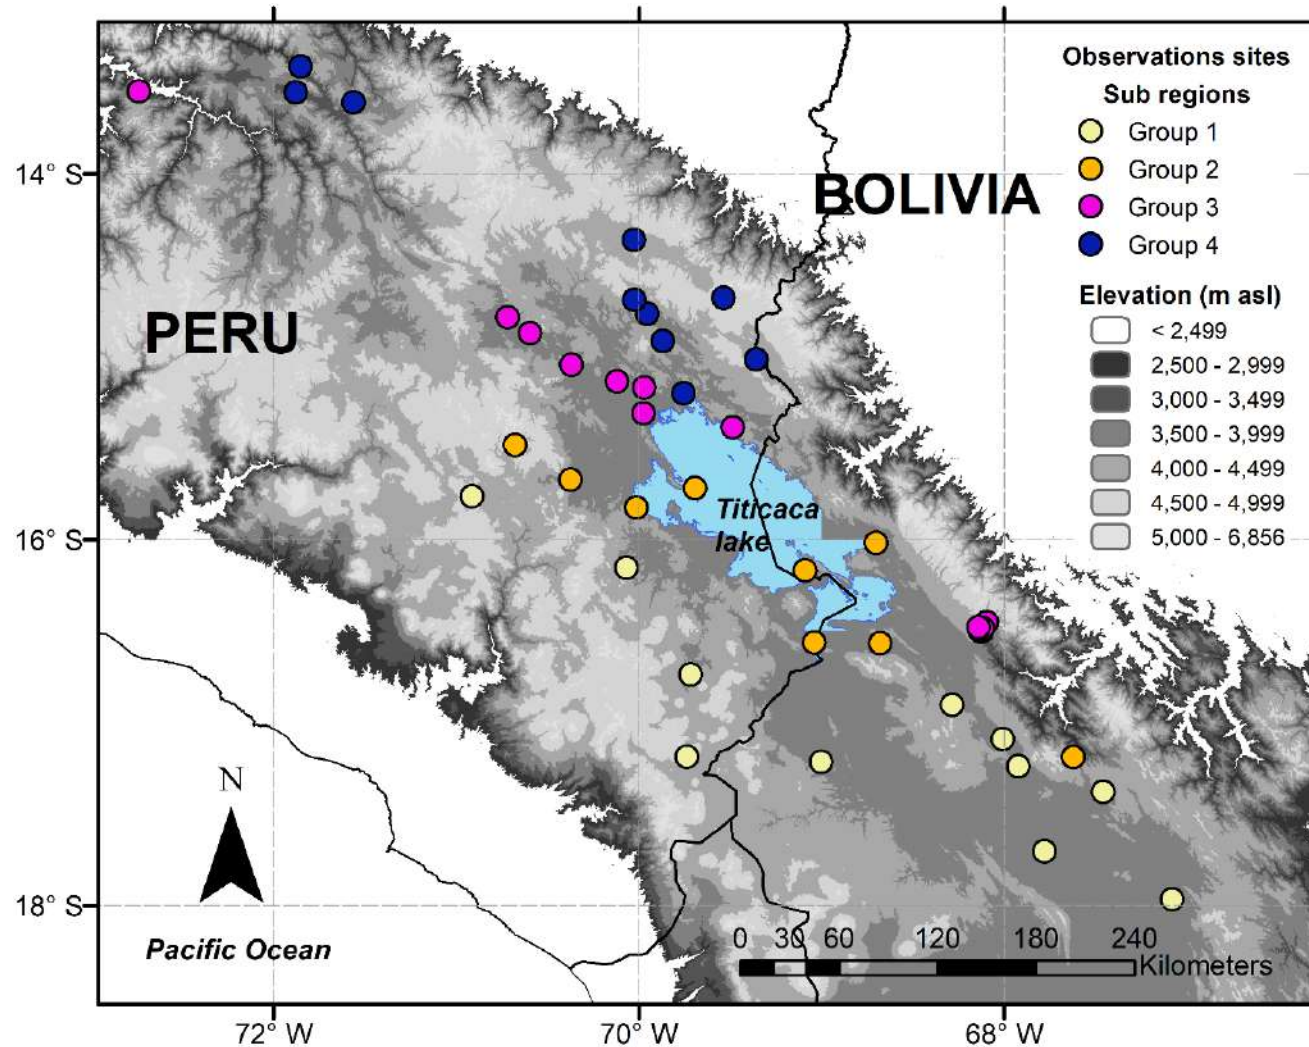 Observations sites
Sub regions
Group 1
Group 2
Group 3
Group 4
Elevation (m asl)
< 2,499
2,500 - 2,999
3,000 - 3,499
3,500 - 3,999
4,000 - 4,499
4,500 - 4,999
5,000 - 6,856
14° S
BOLIVIA
PERU
16° S
Titicaca
lake
N
18° S
Pacific Ocean
0 30 60 120 180 240
Kilometers
72° W 70° W 68° W